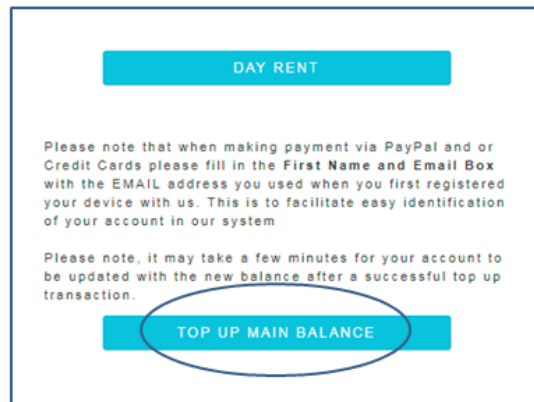 DAY RENT
Please note that when making payment via PayPal and or
Credit Cards please fill in the First Name and Email Box
with the EMAIL address you used when you first registered
your device with us. This is to facilitate easy identification
of your account in our system
Please note, it may take a few minutes for your account to
be updated with the new balance after a successful top up
transaction.
TOP UP MAIN BALANCE